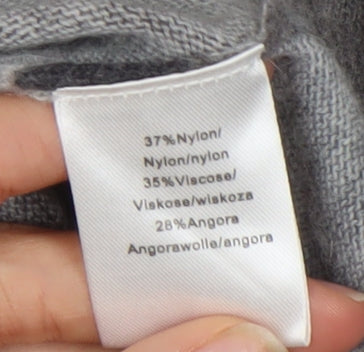 37%Nylon/
Nylon/nylon
35%Viscose/
Viskose/wiskoza
28%Angora
Angorawolle/angora